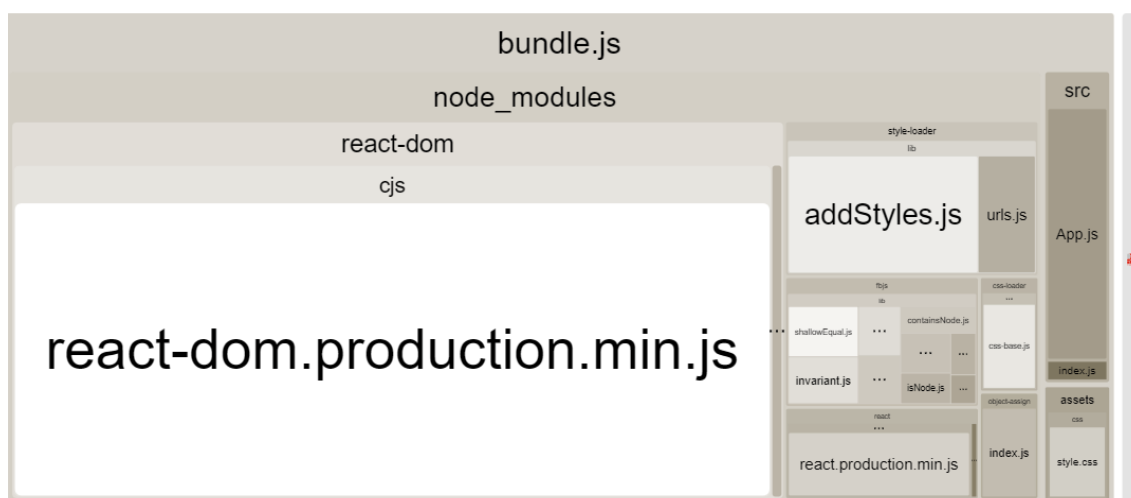 bundle.js
node_modules
react-dom
cjs
react-dom.production.min.js
...
style-loader
lib
addStyles.js
urls.js
fbjs
lib
shallowEqual.js
...
containsNode.js
...
...
invariant.js
...
isNode.js
...
css-loader
...
css-base.js
react
...
react.production.min.js
...
object-assign
index.js
src
App.js
index.js
assets
css
style.css